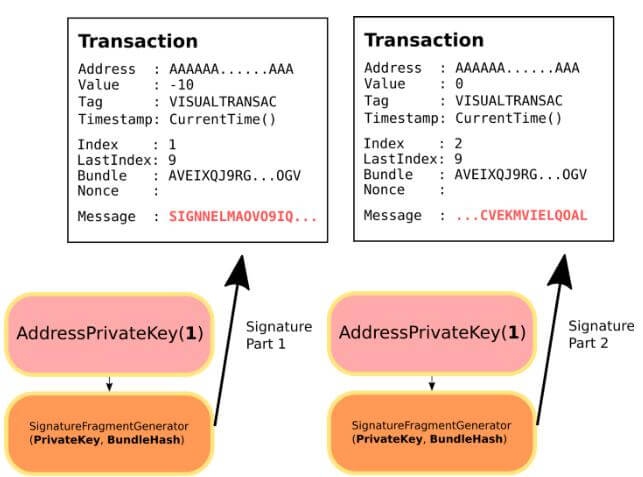 Transaction
Address : AAAAAA......AAA
Value : -10
Tag : VISUALTRANSAC
Timestamp: CurrentTime()
Index : 1
LastIndex: 9
Bundle : AVEIXQJ9RG...OGV
Nonce :
Message : SIGNNELMAOVO9IQ...
Transaction
Address : AAAAAA......AAA
Value : 0
Tag : VISUALTRANSAC
Timestamp: CurrentTime()
Index : 2
LastIndex: 9
Bundle : AVEIXQJ9RG...OGV
Nonce :
Message : ...CVEKMVIELQOAL
AddressPrivateKey(1)
Signature
Part 1
SignatureFragmentGenerator
(PrivateKey, BundleHash)
AddressPrivateKey(1)
Signature
Part 2
SignatureFragmentGenerator
(PrivateKey, BundleHash)